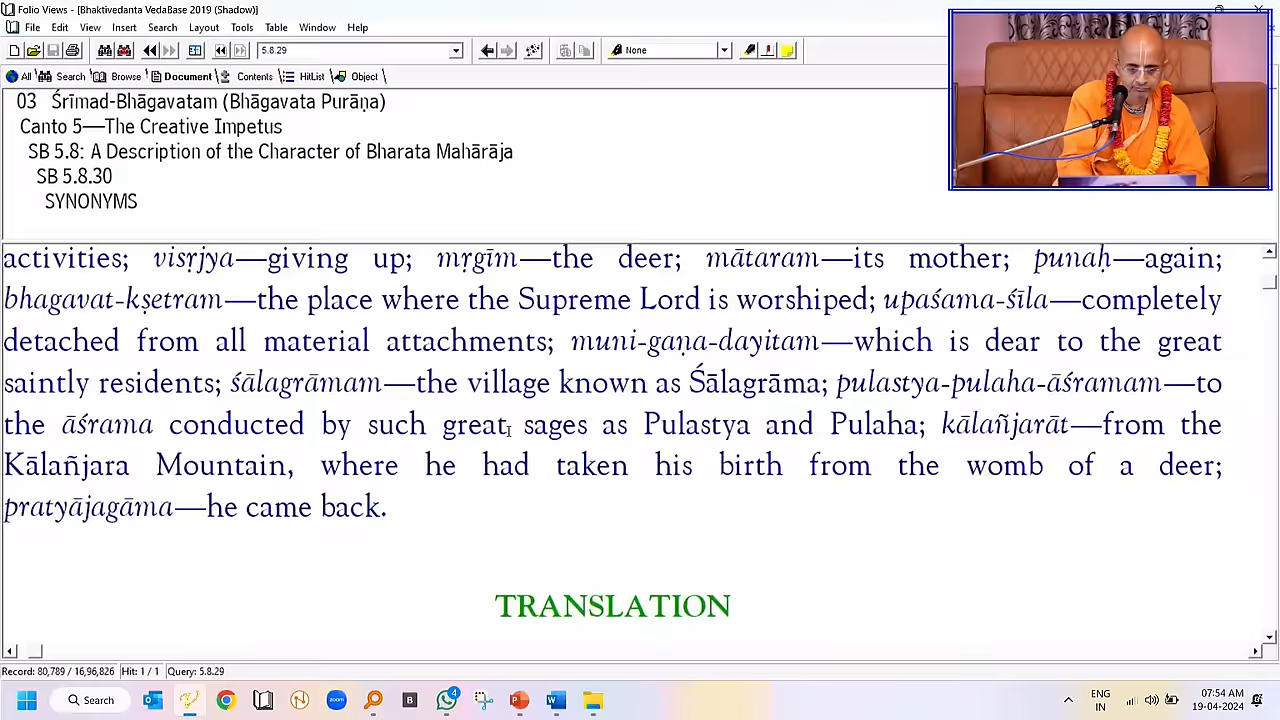 Folio Views - [Bhaktivedanta VedaBase 2019 (Shadow)]
File Edit View Insert Search Layout Tools Table Window Help
5.8.29 None
All Search Browse Document Contents HitList Object
03 Śrīmad-Bhāgavatam (Bhāgavata Purāṇa)
Canto 5—The Creative Impetus
SB 5.8: A Description of the Character of Bharata Mahārāja
SB 5.8.30
SYNONYMS
activities; visṛjya—giving up; mṛgīm—the deer; mātaram—its mother; punaḥ—again;
bhagavat-kṣetram—the place where the Supreme Lord is worshiped; upaśama-śīla—completely
detached from all material attachments; muni-gaṇa-dayitam—which is dear to the great
saintly residents; śālagrāmam—the village known as Śālagrāma; pulastya-pulaha-āśramam—to
the āśrama conducted by such great sages as Pulastya and Pulaha; kālañjarāt—from the
Kālañjara Mountain, where he had taken his birth from the womb of a deer;
pratyājagāma—he came back.
TRANSLATION
Record: 80,789 / 16,96,826 Hit: 1 / 1 Query: 5.8.29
Search zoom B 4 ENG
IN
07:54 AM
19-04-2024